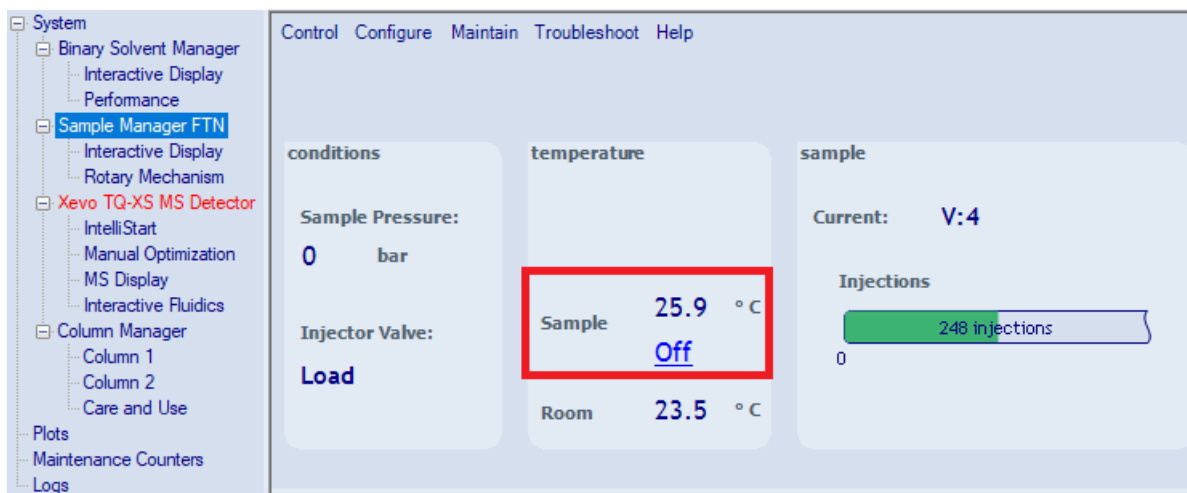 System
Binary Solvent Manager
Interactive Display
Performance
Sample Manager FTN
Interactive Display
Rotary Mechanism
Xevo TQ-XS MS Detector
IntelliStart
Manual Optimization
MS Display
Interactive Fluidics
Column Manager
Column 1
Column 2
Care and Use
Plots
Maintenance Counters
Logs
Control Configure Maintain Troubleshoot Help
conditions
Sample Pressure:
0 bar
Injector Valve:
Load
temperature
Sample 25.9 °C
Off
Room 23.5 °C
sample
Current: V:4
Injections
248 injections
0